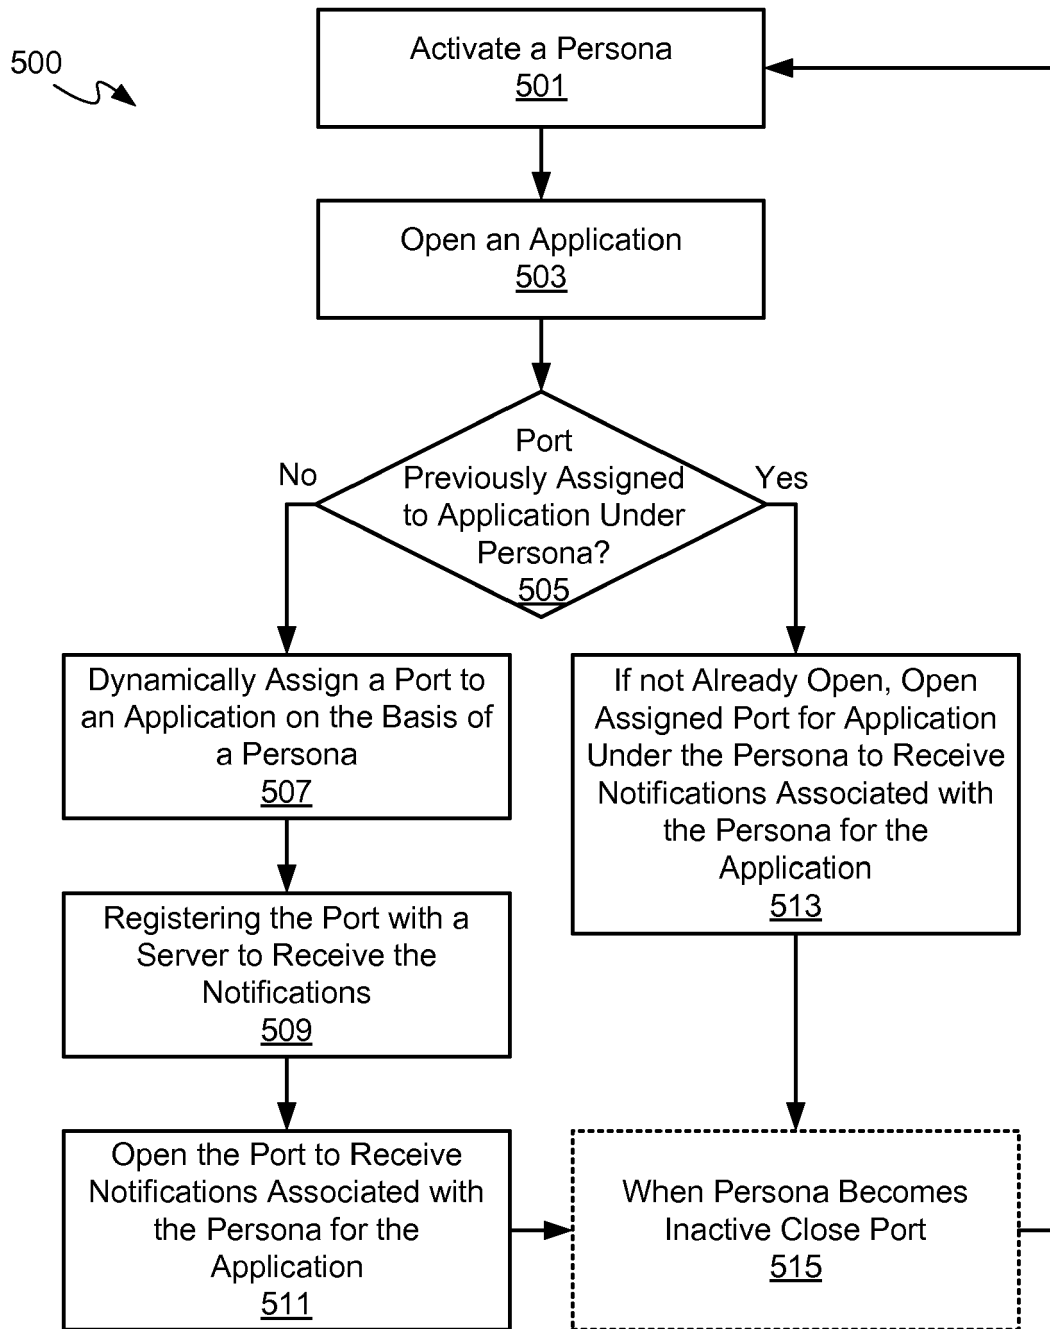 500
Activate a Persona
501
Open an Application
503
Port
Previously Assigned
to Application Under
Persona?
505
No
Yes
Dynamically Assign a Port to
an Application on the Basis of
a Persona
507
Registering the Port with a
Server to Receive the
Notifications
509
Open the Port to Receive
Notifications Associated with
the Persona for the
Application
511
If not Already Open, Open
Assigned Port for Application
Under the Persona to Receive
Notifications Associated with
the Persona for the
Application
513
When Persona Becomes
Inactive Close Port
515